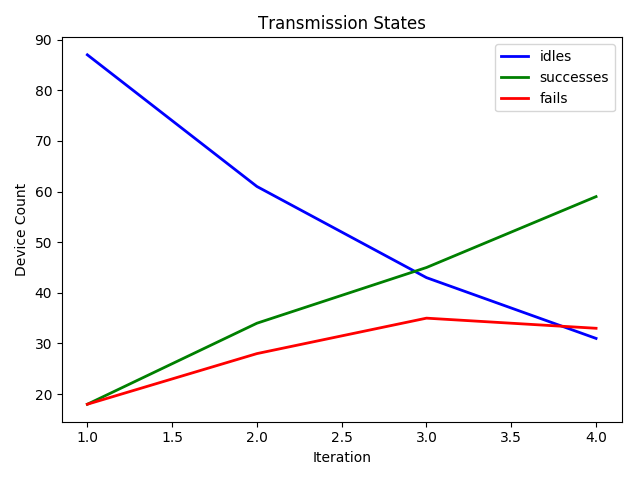 Transmission States
90
80
70
60
50
40
30
20
Device Count
idles
successes
fails
1.0 1.5 2.0 2.5 3.0 3.5 4.0
Iteration